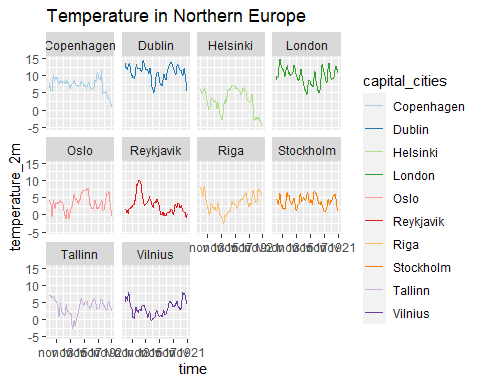 Temperature in Northern Europe
Copenhagen Dublin Helsinki London
15
10
5
0
-5
Oslo Reykjavik Riga Stockholm
15
10
5
0
-5
Tallinn Vilnius
15
10
5
0
-5
temperature_2m
time
capital_cities
Copenhagen
Dublin
Helsinki
London
Oslo
Reykjavik
Riga
Stockholm
Tallinn
Vilnius